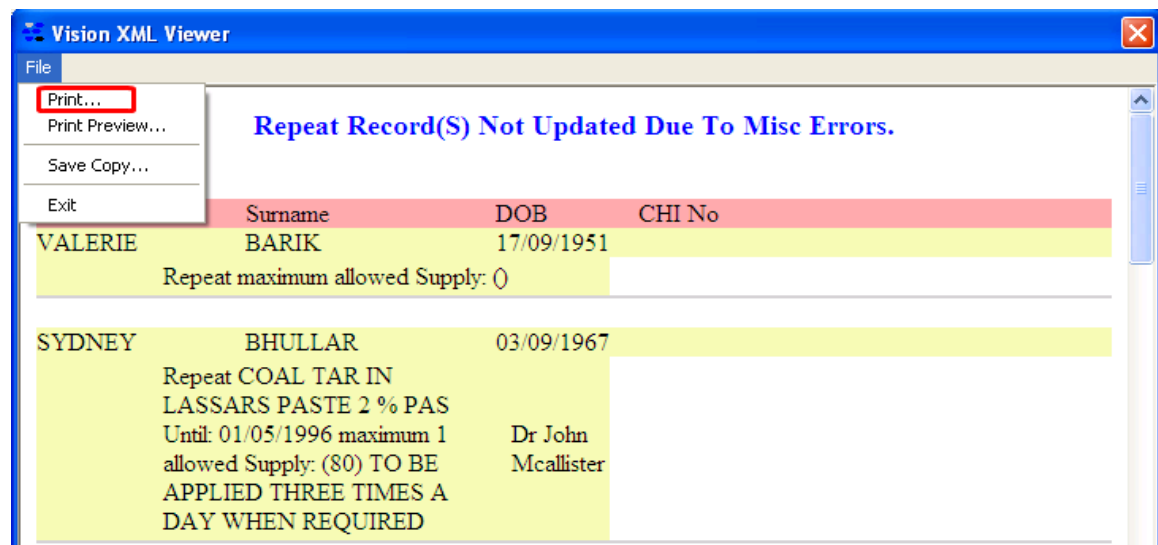 Vision XML Viewer
File
Print...
Print Preview...
Save Copy...
Exit
Repeat Record(S) Not Updated Due To Misc Errors.
Surname DOB CHI No
VALERIE BARIK 17/09/1951
Repeat maximum allowed Supply: ()
SYDNEY BHULLAR 03/09/1967
Repeat COAL TAR IN
LASSARS PASTE 2 % PAS
Until: 01/05/1996 maximum 1 Dr John
allowed Supply: (80) TO BE Mcallister
APPLIED THREE TIMES A
DAY WHEN REQUIRED